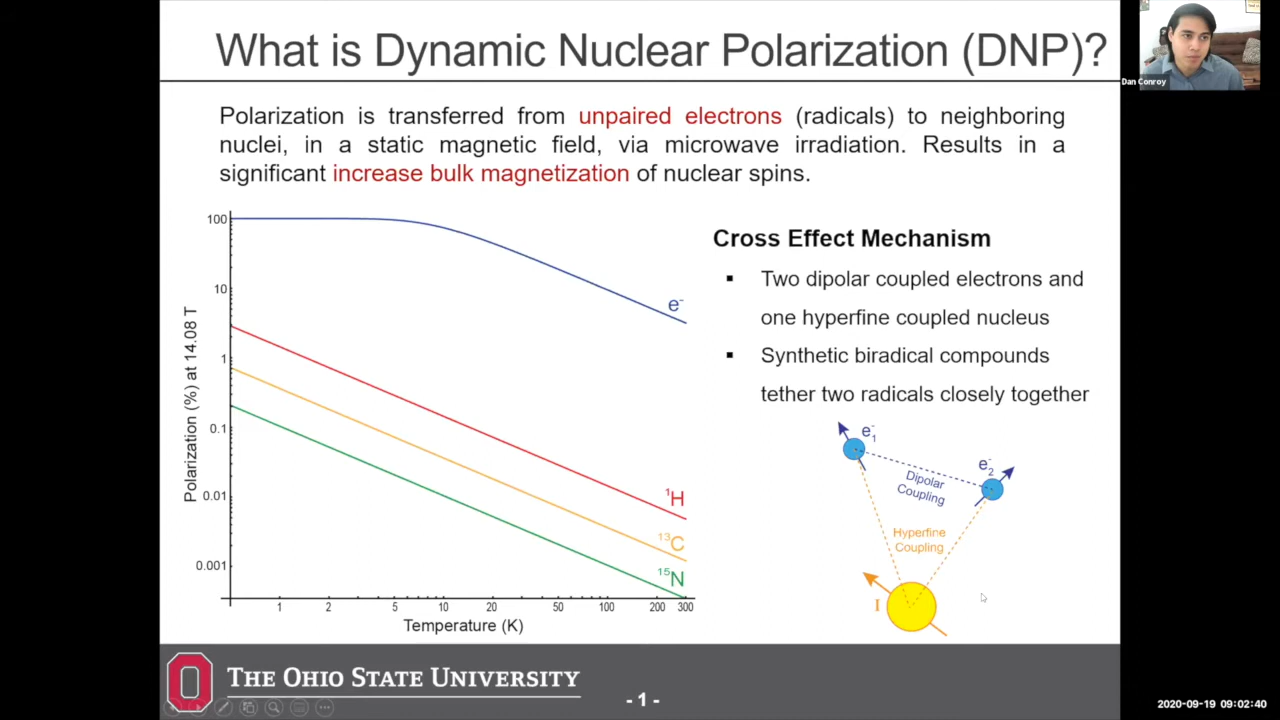 What is Dynamic Nuclear Polarization (DNP)?
Dan Conroy
Polarization is transferred from unpaired electrons (radicals) to neighboring
nuclei, in a static magnetic field, via microwave irradiation. Results in a
significant increase bulk magnetization of nuclear spins.
Polarization (%) at 14.08 T
100
10
1
0.1
0.01
0.001
e⁻
¹H
¹³C
¹⁵N
1 2 5 10 20 50 100 200 300
Temperature (K)
Cross Effect Mechanism
▪ Two dipolar coupled electrons and
one hyperfine coupled nucleus
▪ Synthetic biradical compounds
tether two radicals closely together
e₁⁻
e₂⁻
Dipolar
Coupling
Hyperfine
Coupling
I
THE OHIO STATE UNIVERSITY
- 1 -
2020-09-19 09:02:40